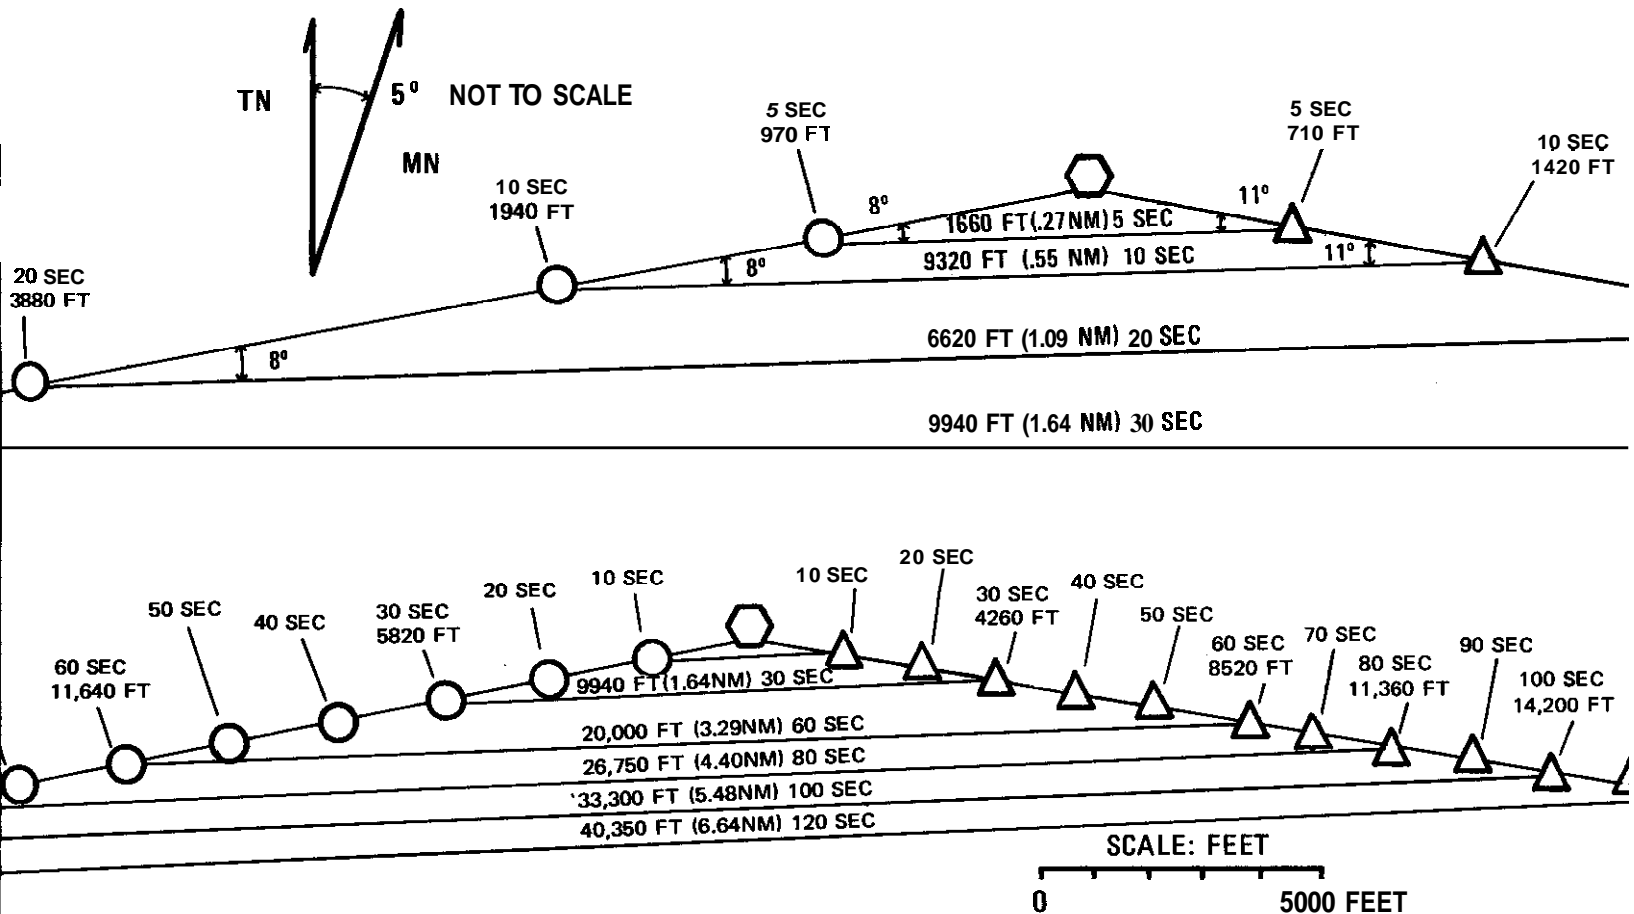 TN
5°
NOT TO SCALE
MN
5 SEC
970 FT
5 SEC
710 FT
10 SEC
1420 FT
10 SEC
1940 FT
8°
11°
1660 FT(.27NM) 5 SEC
11°
8°
9320 FT (.55 NM) 10 SEC
20 SEC
3880 FT
8°
6620 FT (1.09 NM) 20 SEC
9940 FT (1.64 NM) 30 SEC
60 SEC
11,640 FT
50 SEC
40 SEC
30 SEC
5820 FT
20 SEC
10 SEC
10 SEC
20 SEC
30 SEC
4260 FT
40 SEC
50 SEC
60 SEC
8520 FT
70 SEC
80 SEC
11,360 FT
90 SEC
100 SEC
14,200 FT
9940 FT(1.64NM) 30 SEC
20,000 FT (3.29NM) 60 SEC
26,750 FT (4.40NM) 80 SEC
33,300 FT (5.48NM) 100 SEC
40,350 FT (6.64NM) 120 SEC
SCALE: FEET
0
5000 FEET